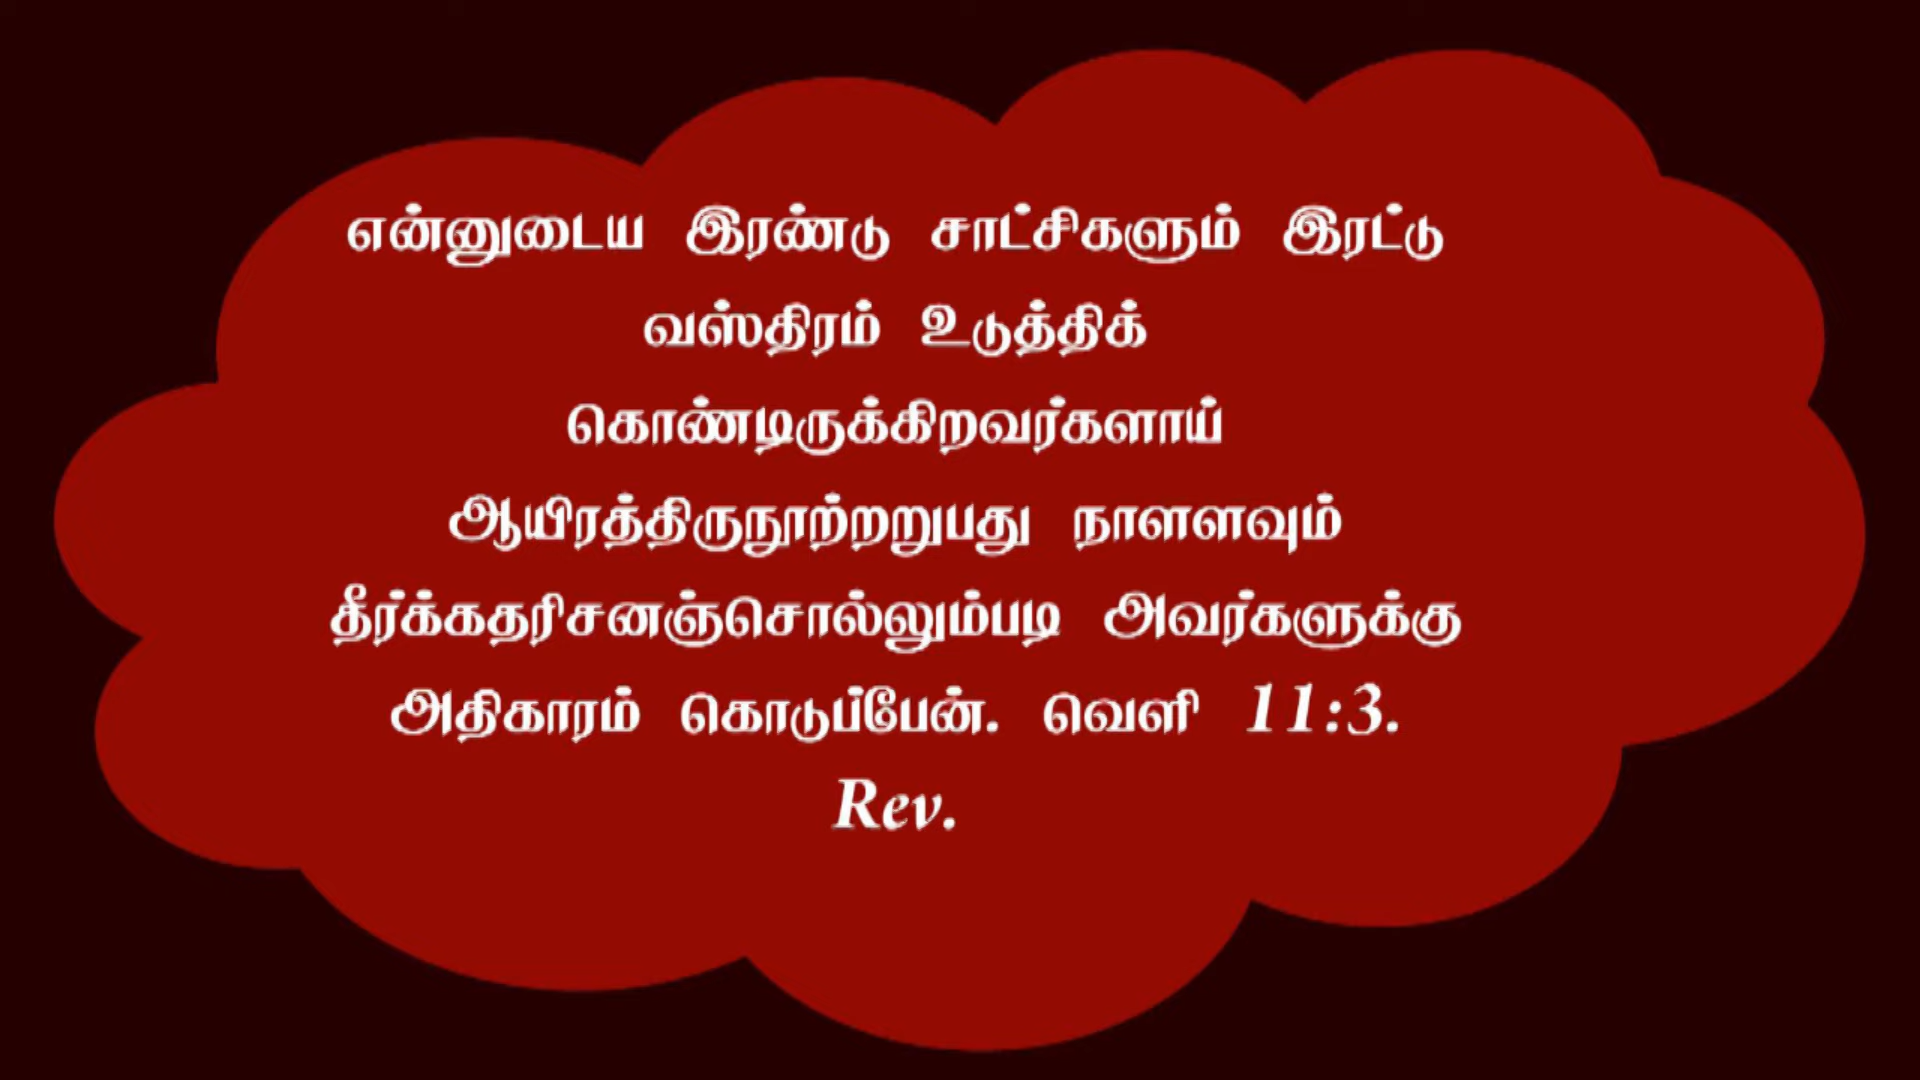 என்னுடைய இரண்டு சாட்சிகளும் இரட்டு
வஸ்திரம் உடுத்திக்
கொண்டிருக்கிறவர்களாய்
ஆயிரத்திருநூற்றறுபது நாளளவும்
தீர்க்கதரிசனஞ்சொல்லும்படி அவர்களுக்கு
அதிகாரம் கொடுப்பேன். வெளி 11:3.
Rev.